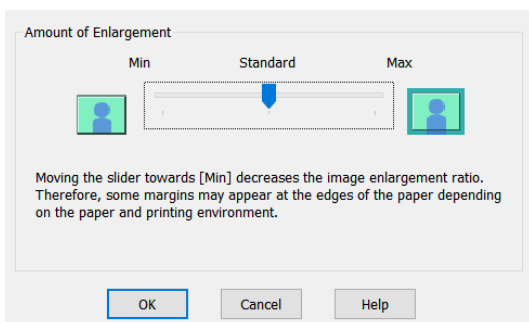 Amount of Enlargement
Min Standard Max
Moving the slider towards [Min] decreases the image enlargement ratio.
Therefore, some margins may appear at the edges of the paper depending
on the paper and printing environment.
OK Cancel Help